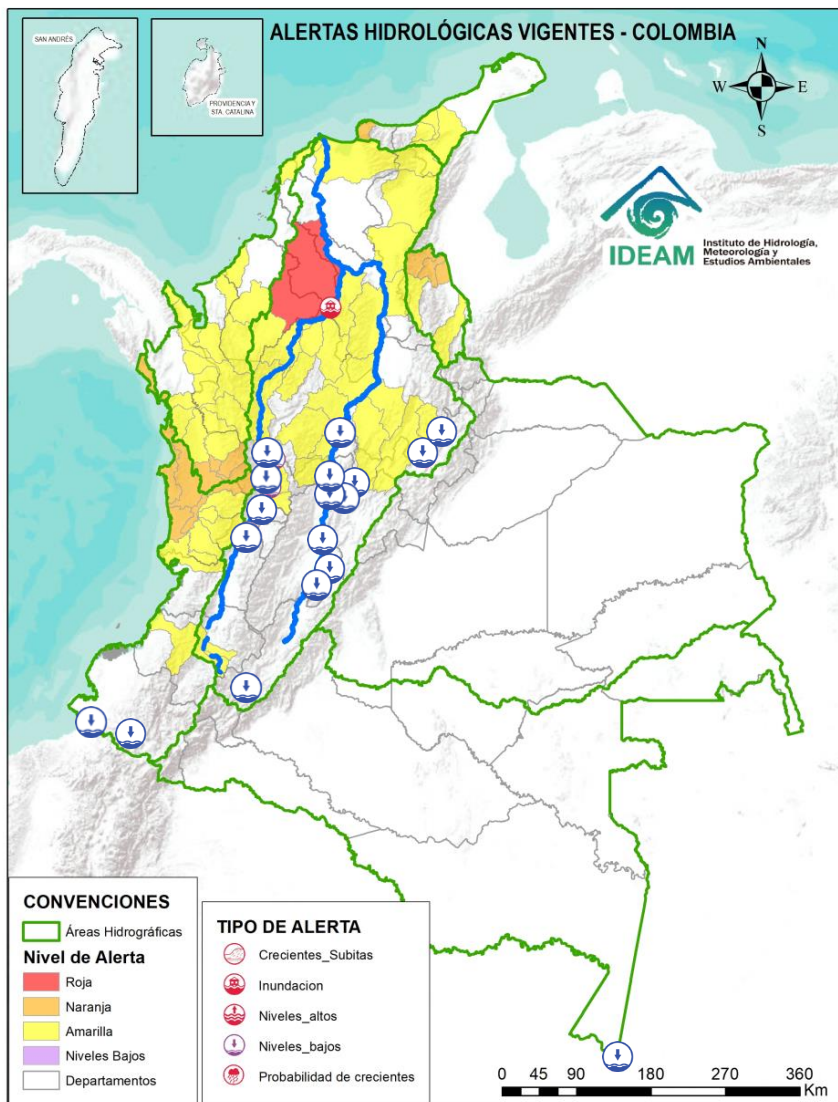 ALERTAS HIDROLÓGICAS VIGENTES - COLOMBIA
SAN ANDRÉS
PROVIDENCIA Y
STA. CATALINA
N
W
E
S
IDEAM
Instituto de Hidrología,
Meteorología y
Estudios Ambientales
CONVENCIONES
Áreas Hidrográficas
Nivel de Alerta
Roja
Naranja
Amarilla
Niveles Bajos
Departamentos
TIPO DE ALERTA
Crecientes_Subitas
Inundacion
Niveles_altos
Niveles_bajos
Probabilidad de crecientes
0 45 90 180 270 360
Km